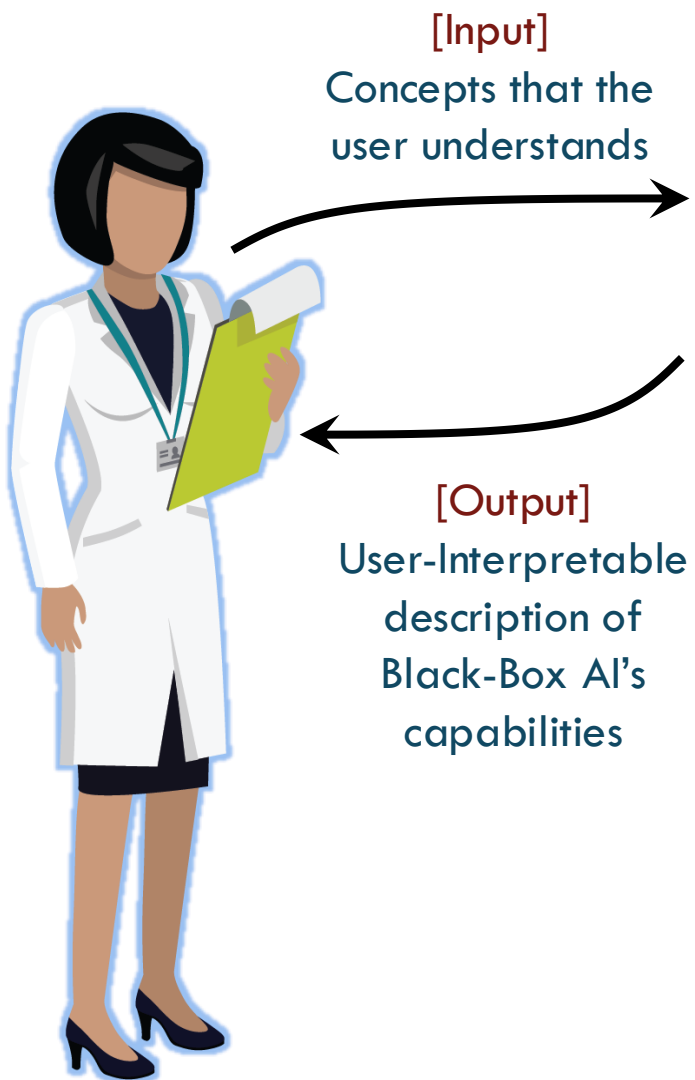 [Input]
Concepts that the
user understands
[Output]
User-Interpretable
description of
Black-Box AI's
capabilities